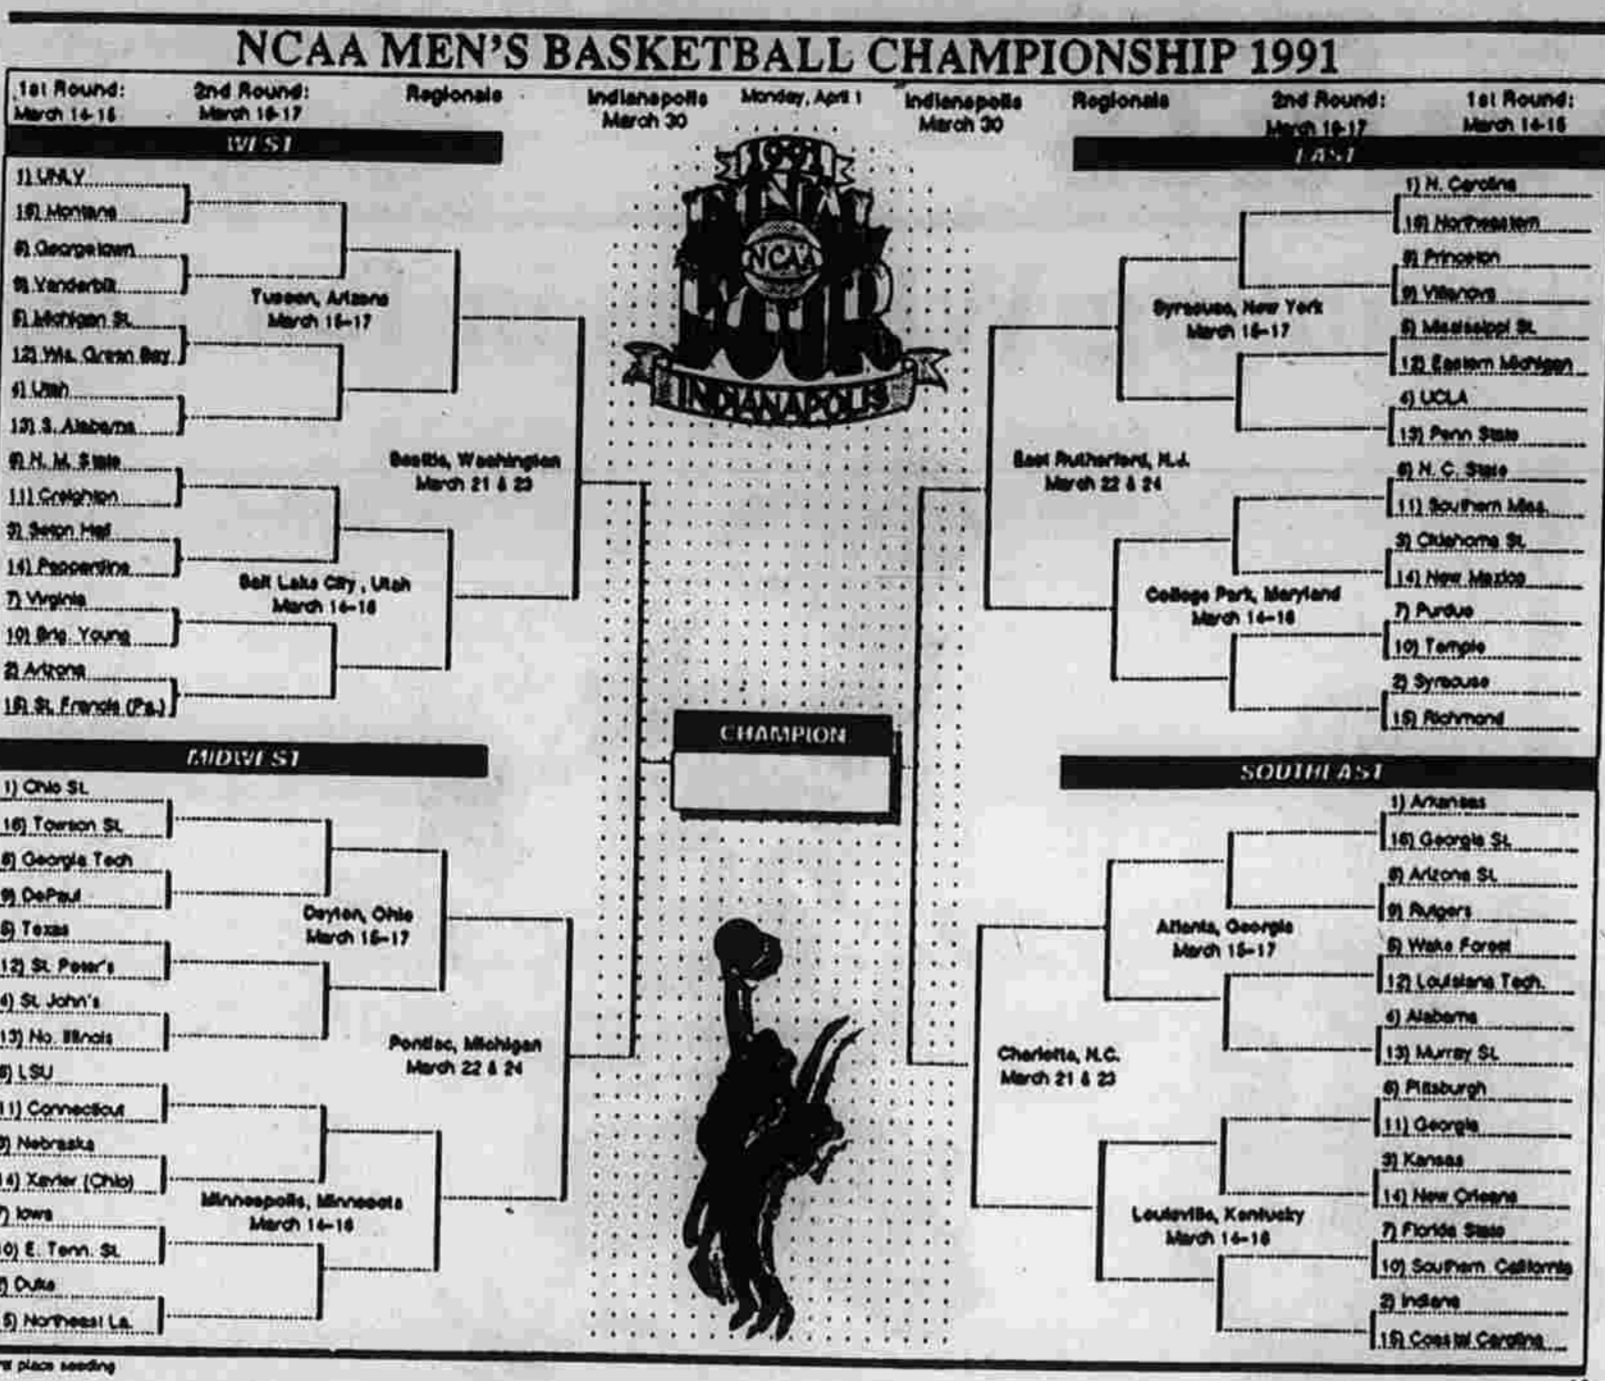 NCAA MEN'S BASKETBALL CHAMPIONSHIP 1991
1st Round:
March 14-15
2nd Round:
March 16-17
Regionals
Indianapolis
March 30
Monday, April 1
Indianapolis
March 30
Regionals
2nd Round:
March 16-17
1st Round:
March 14-15
WEST
1) UNLV
16) Montana
8) Georgetown
9) Vanderbilt
5) Michigan St.
12) Wis. Green Bay
4) Utah
13) S. Alabama
6) N. M. State
11) Creighton
3) Seton Hall
14) Pepperdine
7) Virginia
10) Brig. Young
2) Arizona
15) St. Francis (Pa.)
Tucson, Arizona
March 15-17
Salt Lake City, Utah
March 14-16
Seattle, Washington
March 21 & 23
MIDWEST
1) Ohio St.
16) Towson St.
8) Georgia Tech
9) DePaul
5) Texas
12) St. Peter's
4) St. John's
13) No. Illinois
6) LSU
11) Connecticut
3) Nebraska
14) Xavier (Ohio)
7) Iowa
10) E. Tenn. St.
2) Duke
5) Northeast La.
Dayton, Ohio
March 15-17
Minneapolis, Minnesota
March 14-16
Pontiac, Michigan
March 22 & 24
1991
NCAA
INDIANAPOLIS
CHAMPION
EAST
1) N. Carolina
16) Northeastern
8) Princeton
9) Villanova
5) Mississippi St.
12) Eastern Michigan
4) UCLA
13) Penn State
6) N. C. State
11) Southern Miss.
3) Oklahoma St.
14) New Mexico
7) Purdue
10) Temple
2) Syracuse
15) Richmond
Syracuse, New York
March 15-17
College Park, Maryland
March 14-16
East Rutherford, N.J.
March 22 & 24
SOUTHEAST
1) Arkansas
16) Georgia St.
8) Arizona St.
9) Rutgers
5) Wake Forest
12) Louisiana Tech.
4) Alabama
13) Murray St.
6) Pittsburgh
11) Georgia
3) Kansas
14) New Orleans
7) Florida State
10) Southern California
2) Indiana
15) Coastal Carolina
Atlanta, Georgia
March 15-17
Louisville, Kentucky
March 14-16
Charlotte, N.C.
March 21 & 23
place seeding